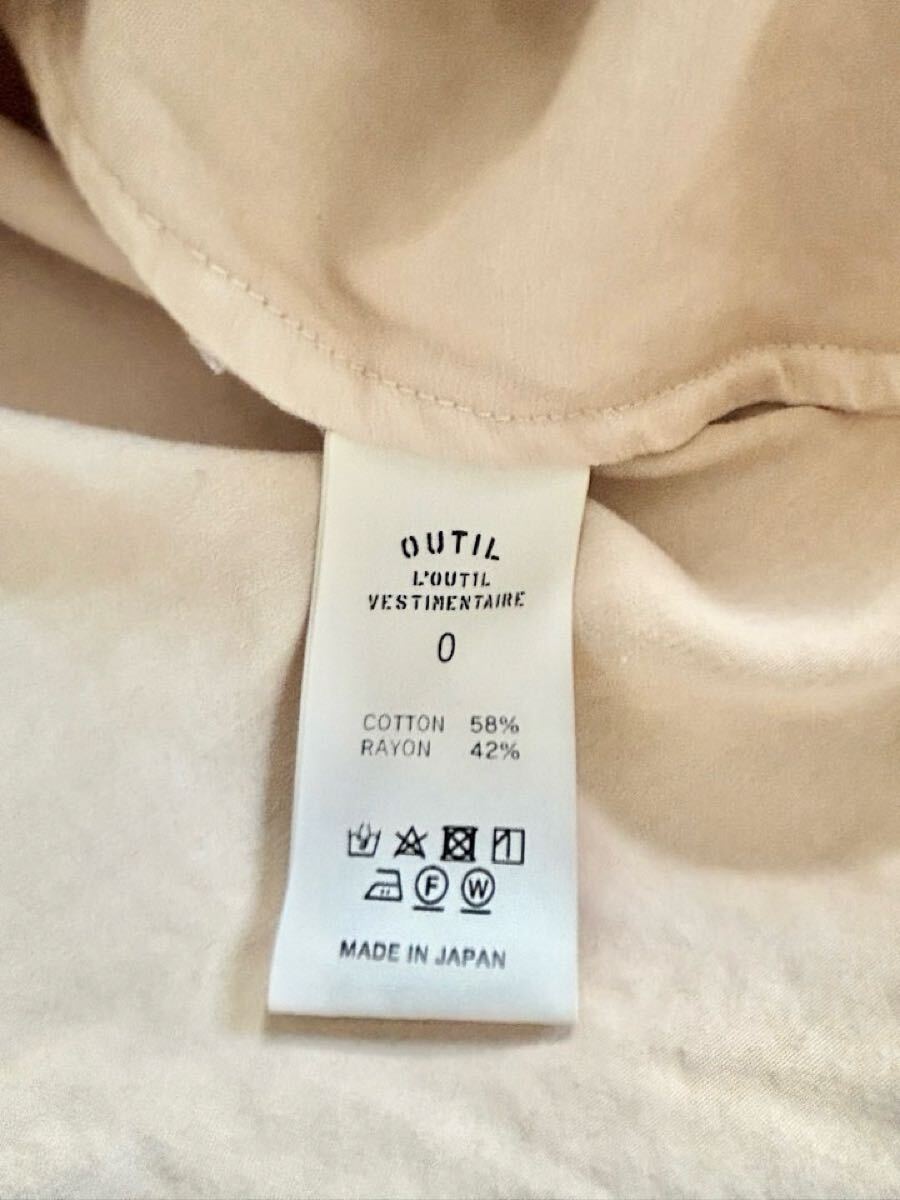 OUTIL
L'OUTIL
VESTIMENTAIRE
0
COTTON 58%
RAYON 42%
F W
MADE IN JAPAN